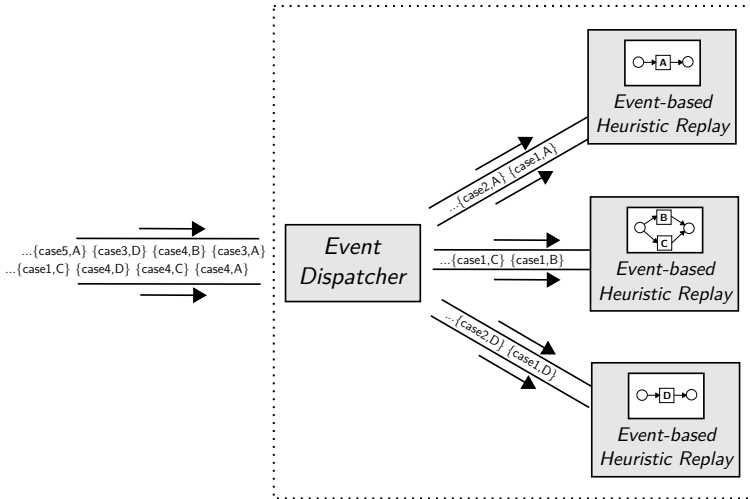 A
Event-based
Heuristic Replay
...{case2,A} {case1,A}
...{case5,A} {case3,D} {case4,B} {case3,A}
...{case1,C} {case4,D} {case4,C} {case4,A}
Event
Dispatcher
...{case1,C} {case1,B}
B
C
Event-based
Heuristic Replay
...{case2,D} {case1,D}
D
Event-based
Heuristic Replay